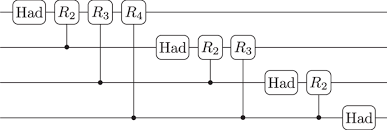 Had R₂ R₃ R₄
Had R₂ R₃
Had R₂
Had